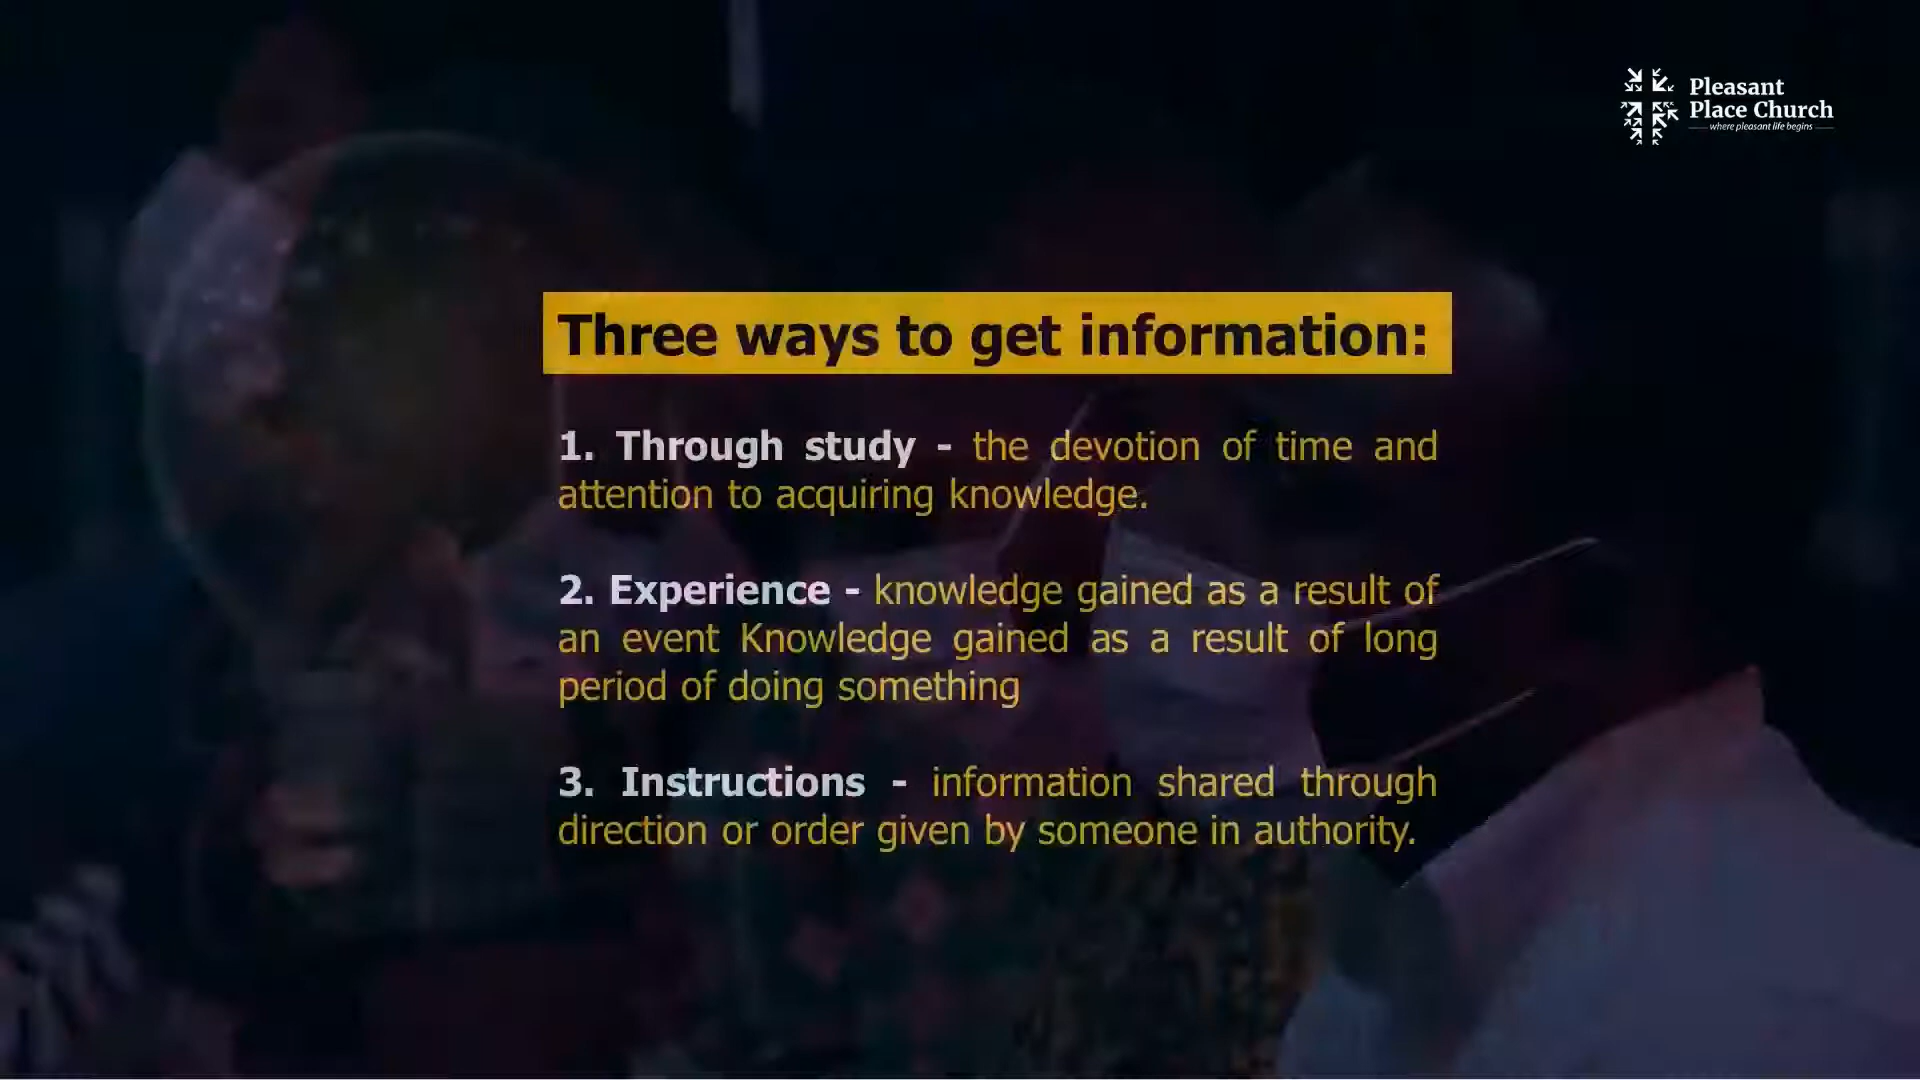 Pleasant
Place Church
where pleasant life begins
Three ways to get information:
1. Through study - the devotion of time and
attention to acquiring knowledge.
2. Experience - knowledge gained as a result of
an event Knowledge gained as a result of long
period of doing something
3. Instructions - information shared through
direction or order given by someone in authority.